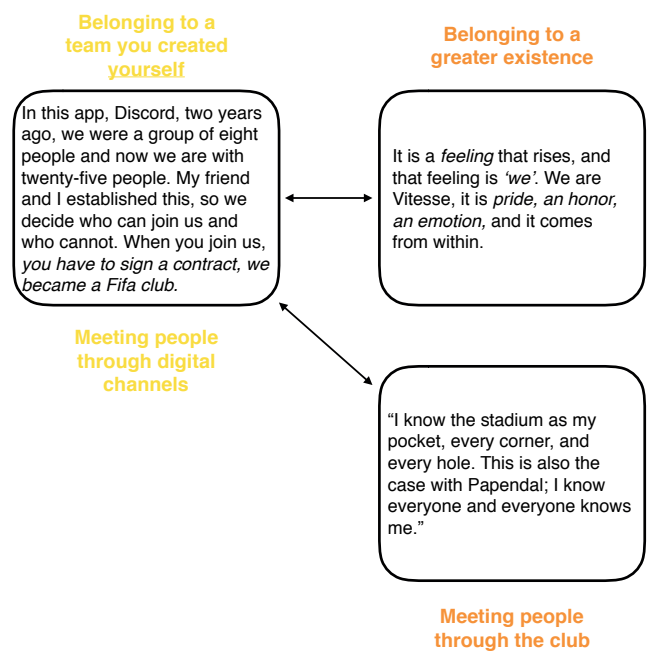 Belonging to a
team you created
yourself
In this app, Discord, two years
ago, we were a group of eight
people and now we are with
twenty-five people. My friend
and I established this, so we
decide who can join us and
who cannot. When you join us,
you have to sign a contract, we
became a Fifa club.
Meeting people
through digital
channels
Belonging to a
greater existence
It is a feeling that rises, and
that feeling is ‘we’. We are
Vitesse, it is pride, an honor,
an emotion, and it comes
from within.
“I know the stadium as my
pocket, every corner, and
every hole. This is also the
case with Papendal; I know
everyone and everyone knows
me.”
Meeting people
through the club